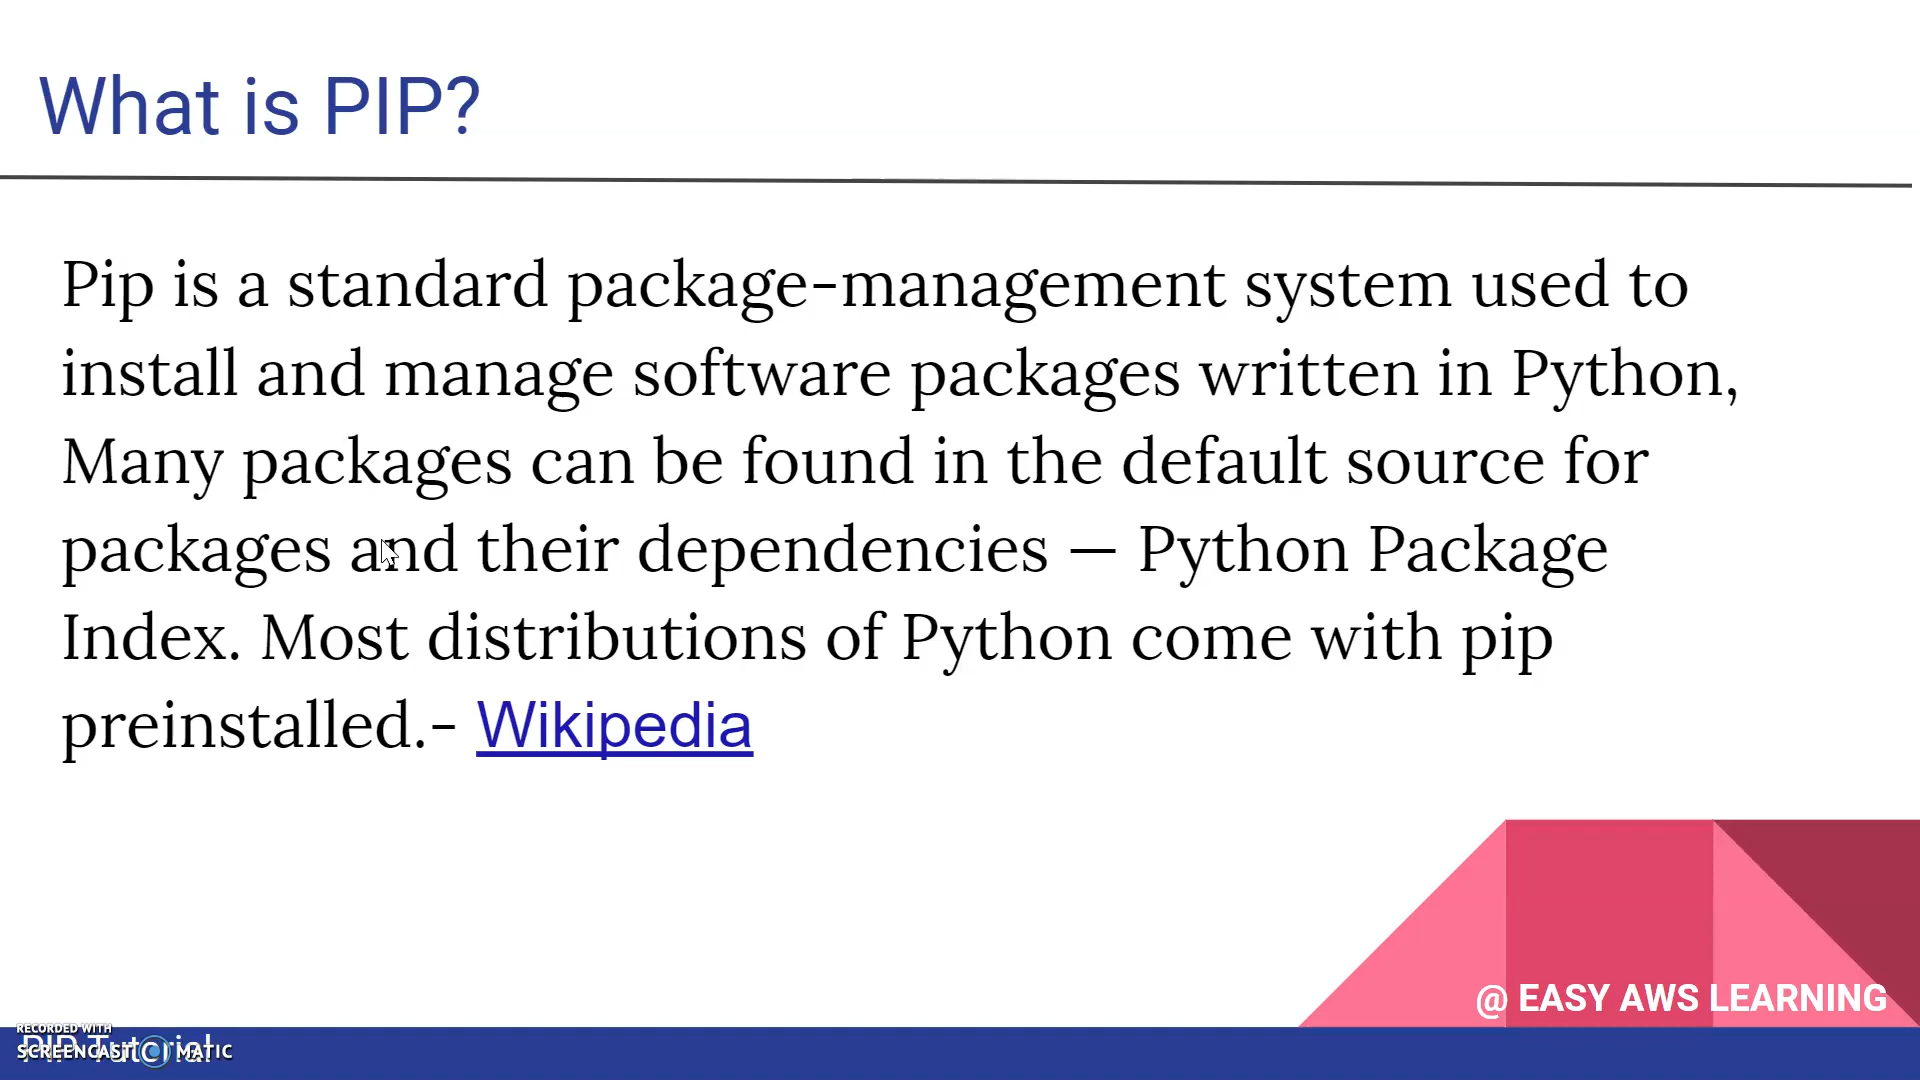 What is PIP?
Pip is a standard package-management system used to
install and manage software packages written in Python,
Many packages can be found in the default source for
packages and their dependencies — Python Package
Index. Most distributions of Python come with pip
preinstalled.- Wikipedia
@ EASY AWS LEARNING
RECORDED WITH
PIP Tutorial
SCREENCAST MATIC